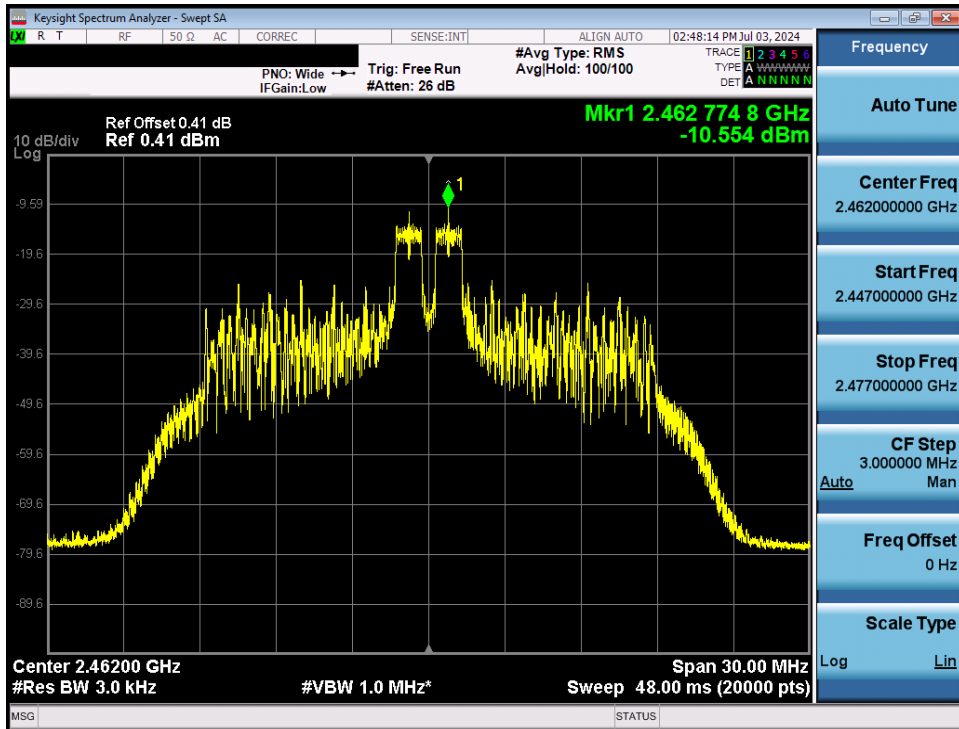 Keysight Spectrum Analyzer - Swept SA
LXI R T RF 50 Ω AC CORREC SENSE:INT ALIGN AUTO 02:48:14 PM Jul 03, 2024
PNO: Wide
IFGain:Low
Trig: Free Run
#Atten: 26 dB
#Avg Type: RMS
Avg|Hold: 100/100
TRACE 1 2 3 4 5 6
TYPE A WWWWW
DET A N N N N N
Mkr1 2.462 774 8 GHz
-10.554 dBm
Ref Offset 0.41 dB
10 dB/div Ref 0.41 dBm
Log
1
-9.59
-19.6
-29.6
-39.6
-49.6
-59.6
-69.6
-79.6
-89.6
Center 2.46200 GHz Span 30.00 MHz
#Res BW 3.0 kHz #VBW 1.0 MHz* Sweep 48.00 ms (20000 pts)
MSG STATUS
Frequency
Auto Tune
Center Freq
2.462000000 GHz
Start Freq
2.447000000 GHz
Stop Freq
2.477000000 GHz
CF Step
3.000000 MHz
Auto Man
Freq Offset
0 Hz
Scale Type
Log Lin